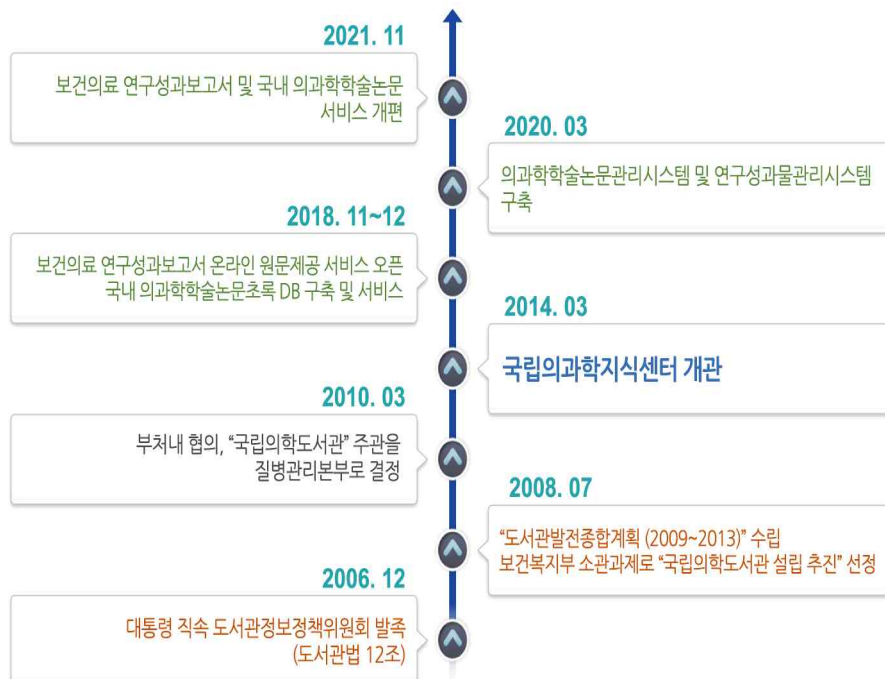 2021. 11
보건의료 연구성과보고서 및 국내 의과학학술논문
서비스 개편
2020. 03
의과학학술논문관리시스템 및 연구성과물관리시스템
구축
2018. 11~12
보건의료 연구성과보고서 온라인 원문제공 서비스 오픈
국내 의과학학술논문초록 DB 구축 및 서비스
2014. 03
국립의과학지식센터 개관
2010. 03
부처내 협의, “국립의학도서관” 주관을
질병관리본부로 결정
2008. 07
“도서관발전종합계획 (2009~2013)” 수립
보건복지부 소관과제로 “국립의학도서관 설립 추진” 선정
2006. 12
대통령 직속 도서관정보정책위원회 발족
(도서관법 12조)